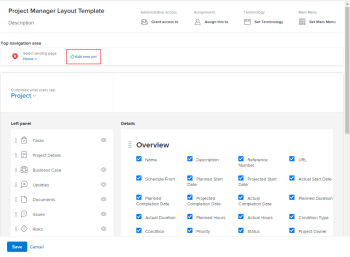 Project Manager Layout Template
Description
Administrative access
Grant access to
Assignments
Assign this to
Terminology
Set Terminology
Main Menu
Set Main Menu
Top navigation area
Select landing page
Home
Add new pin
Customize what users see
Project
Left panel
Tasks
Project Details
Business Case
Updates
Documents
Issues
Risks
Details
Overview
Name
Description
Reference Number
URL
Schedule From
Planned Start Date
Projected Start Date
Actual Start Date
Planned Completion Date
Projected Completion Date
Actual Completion Date
Planned Duration
Actual Duration
Planned Hours
Actual Hours
Condition Type
Condition
Priority
Status
Project Owner
Save
Cancel